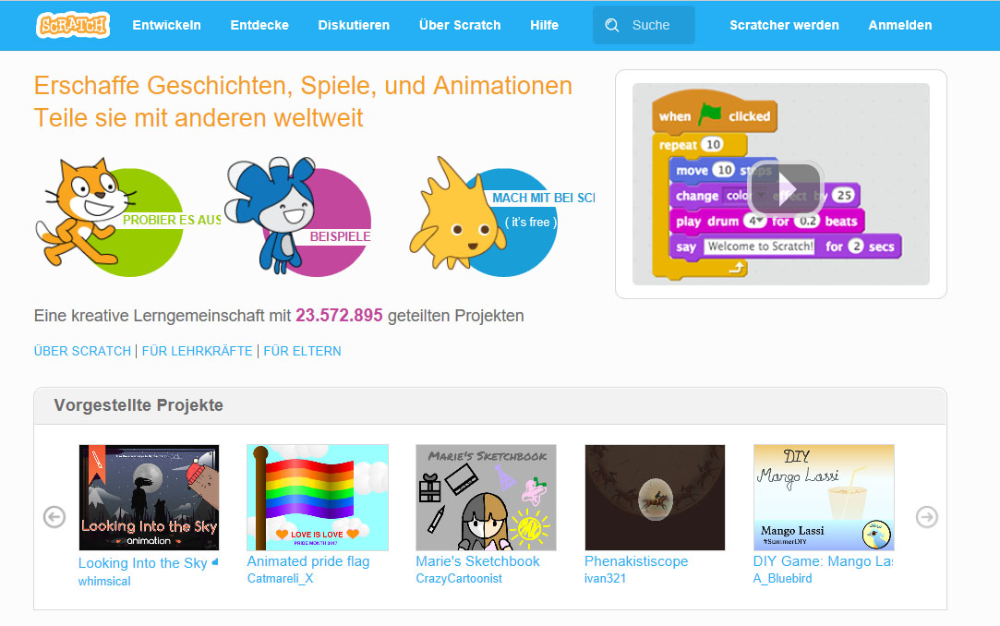 SCRATCH Entwickeln Entdecke Diskutieren Über Scratch Hilfe Suche Scratcher werden Anmelden
Erschaffe Geschichten, Spiele, und Animationen
Teile sie mit anderen weltweit
PROBIER ES AUS
BEISPIELE
MACH MIT BEI SC
( it's free )
when clicked
repeat 10
move 10 steps
change color effect by 25
play drum 4 for 0.2 beats
say Welcome to Scratch! for 2 secs
Eine kreative Lerngemeinschaft mit 23.572.895 geteilten Projekten
ÜBER SCRATCH | FÜR LEHRKRÄFTE | FÜR ELTERN
Vorgestellte Projekte
Looking Into the Sky
animation
Looking Into the Sky
whimsical
LOVE IS LOVE
PRIDE MONTH 2017
Animated pride flag
Catmareli_X
MARIE'S SKETCHBOOK
Marie's Sketchbook
CrazyCartoonist
Phenakistiscope
ivan321
DIY
Mango Lassi
Mango Lassi
#SummerDIY
DIY Game: Mango Las
A_Bluebird